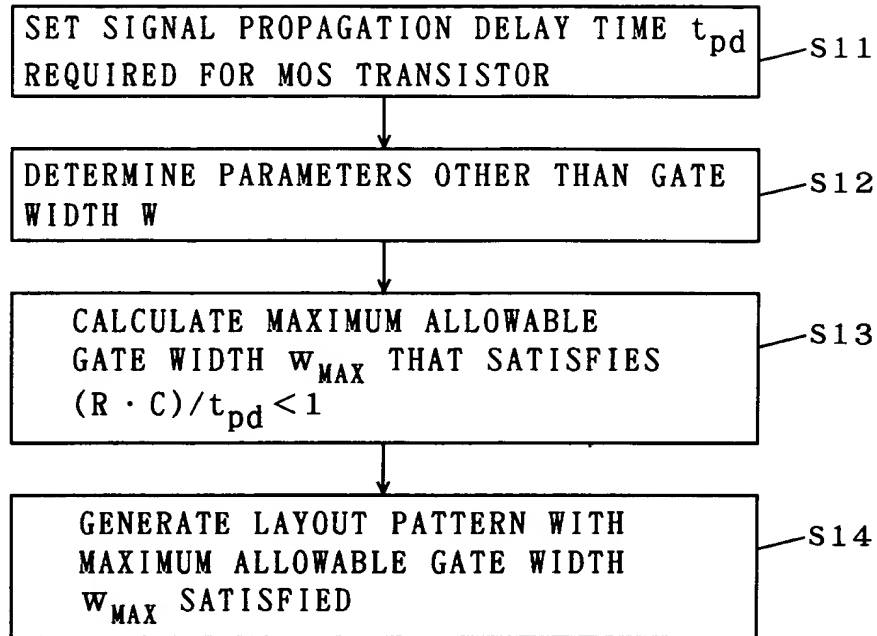 SET SIGNAL PROPAGATION DELAY TIME tpd
REQUIRED FOR MOS TRANSISTOR
S11
DETERMINE PARAMETERS OTHER THAN GATE
WIDTH W
S12
CALCULATE MAXIMUM ALLOWABLE
GATE WIDTH WMAX THAT SATISFIES
(R · C)/tpd < 1
S13
GENERATE LAYOUT PATTERN WITH
MAXIMUM ALLOWABLE GATE WIDTH
WMAX SATISFIED
S14